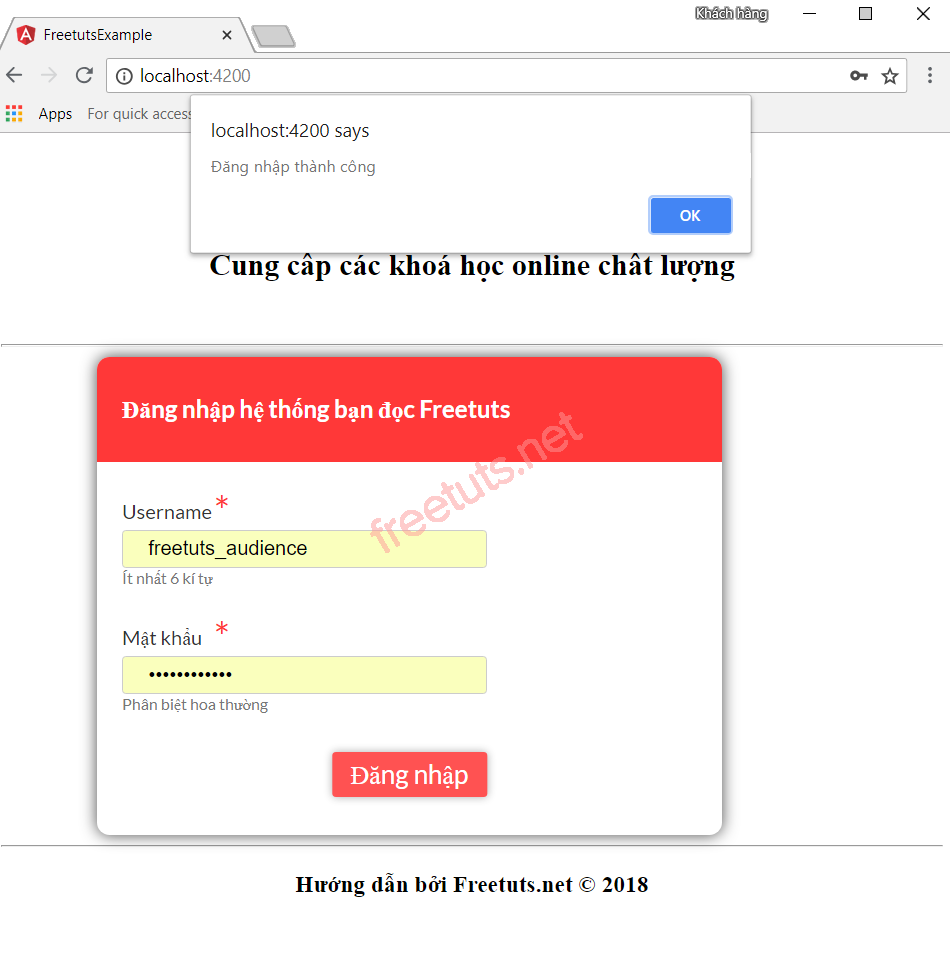 Khách hàng
FreetutsExample
localhost:4200
Apps For quick access
localhost:4200 says
Đăng nhập thành công
OK
Cung cấp các khoá học online chất lượng
Đăng nhập hệ thống bạn đọc Freetuts
freetuts.net
Username *
freetuts_audience
Ít nhất 6 kí tự
Mật khẩu *
••••••••••••
Phân biệt hoa thường
Đăng nhập
Hướng dẫn bởi Freetuts.net © 2018